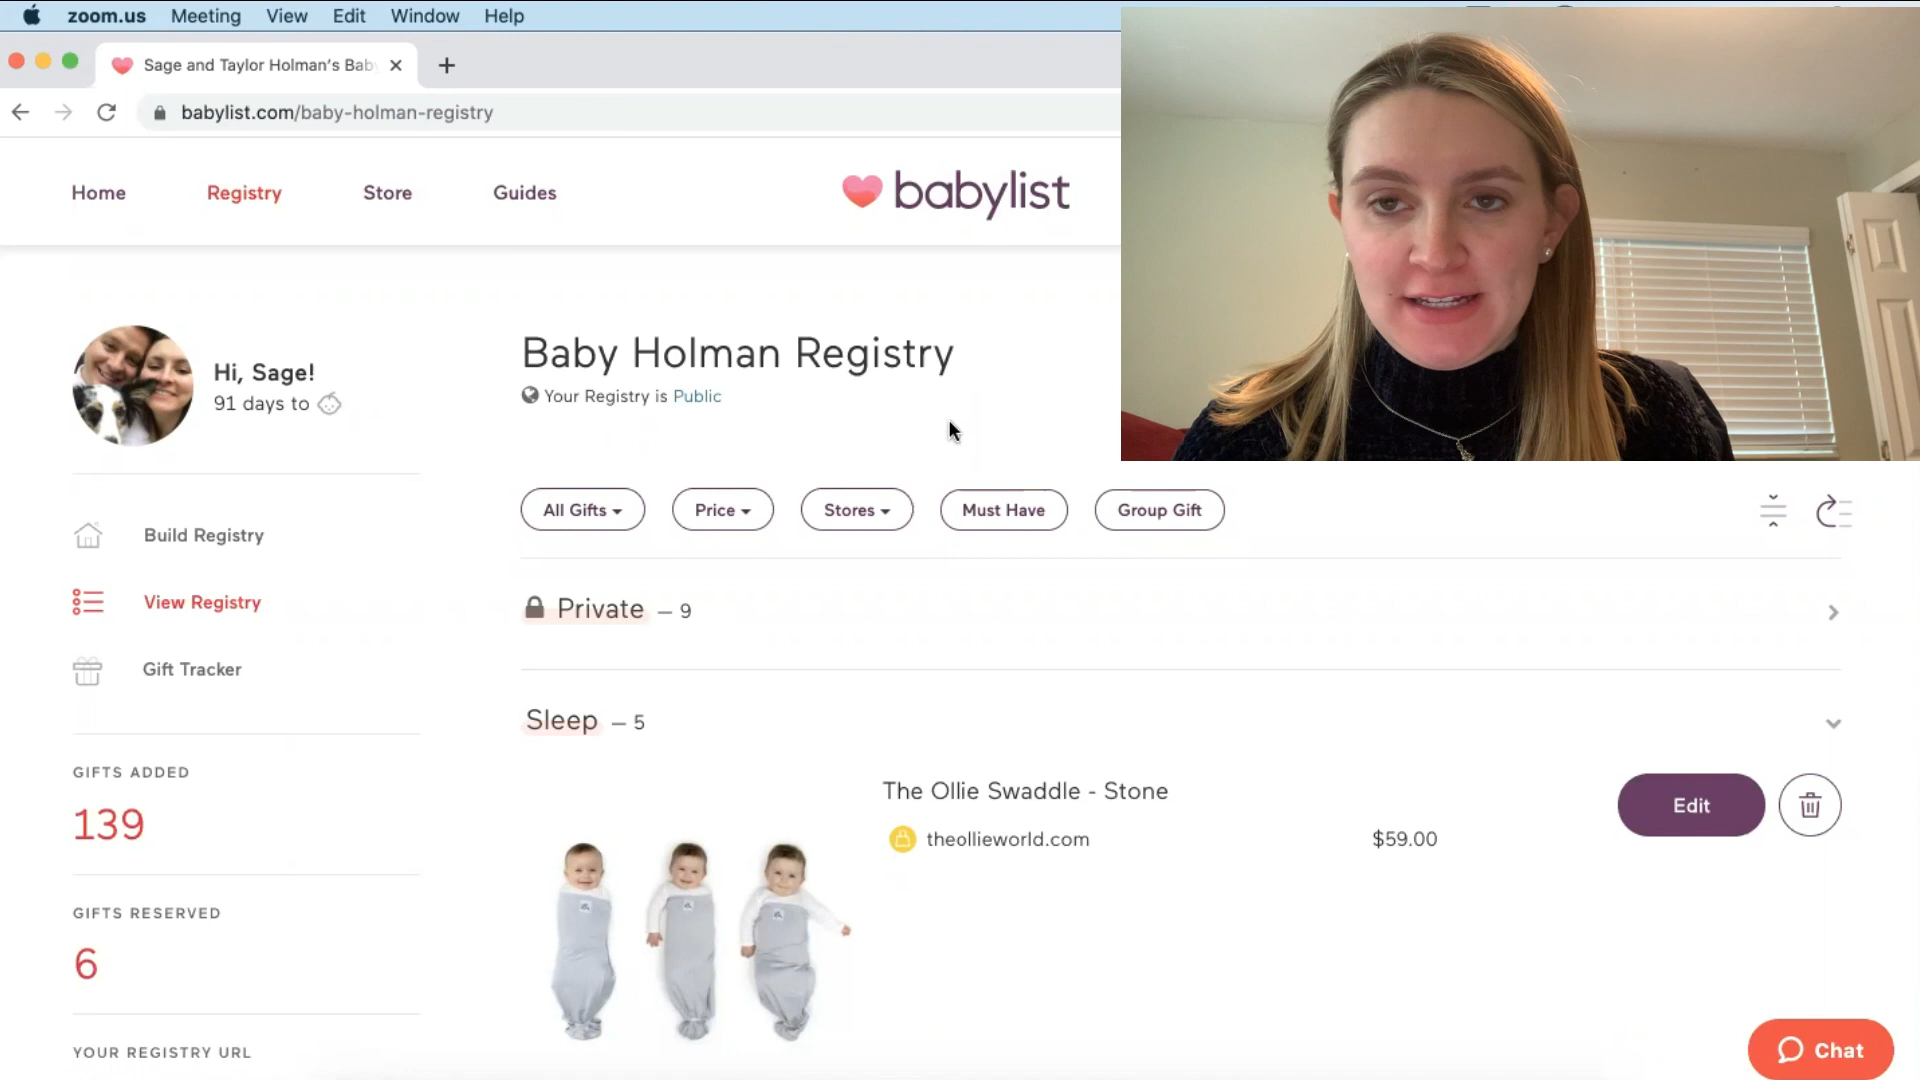 zoom.us Meeting View Edit Window Help
Sage and Taylor Holman's Bab
babylist.com/baby-holman-registry
Home Registry Store Guides
babylist
Hi, Sage!
91 days to
Baby Holman Registry
Your Registry is Public
All Gifts Price Stores Must Have Group Gift
Build Registry
View Registry
Gift Tracker
Private – 9
Sleep – 5
GIFTS ADDED
139
GIFTS RESERVED
6
YOUR REGISTRY URL
The Ollie Swaddle - Stone
theollieworld.com $59.00
Edit
Chat